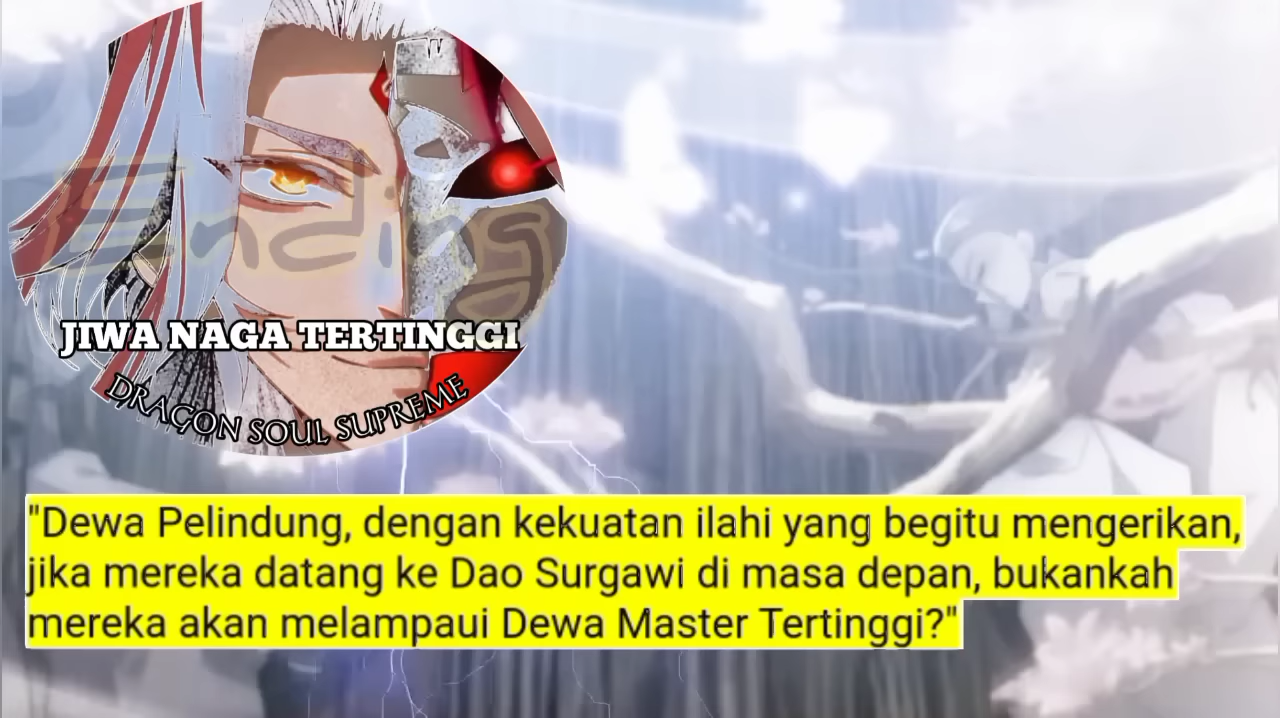 Ending
JIWA NAGA TERTINGGI
DRAGON SOUL SUPREME
"Dewa Pelindung, dengan kekuatan ilahi yang begitu mengerikan,
jika mereka datang ke Dao Surgawi di masa depan, bukankah
mereka akan melampaui Dewa Master Tertinggi?"